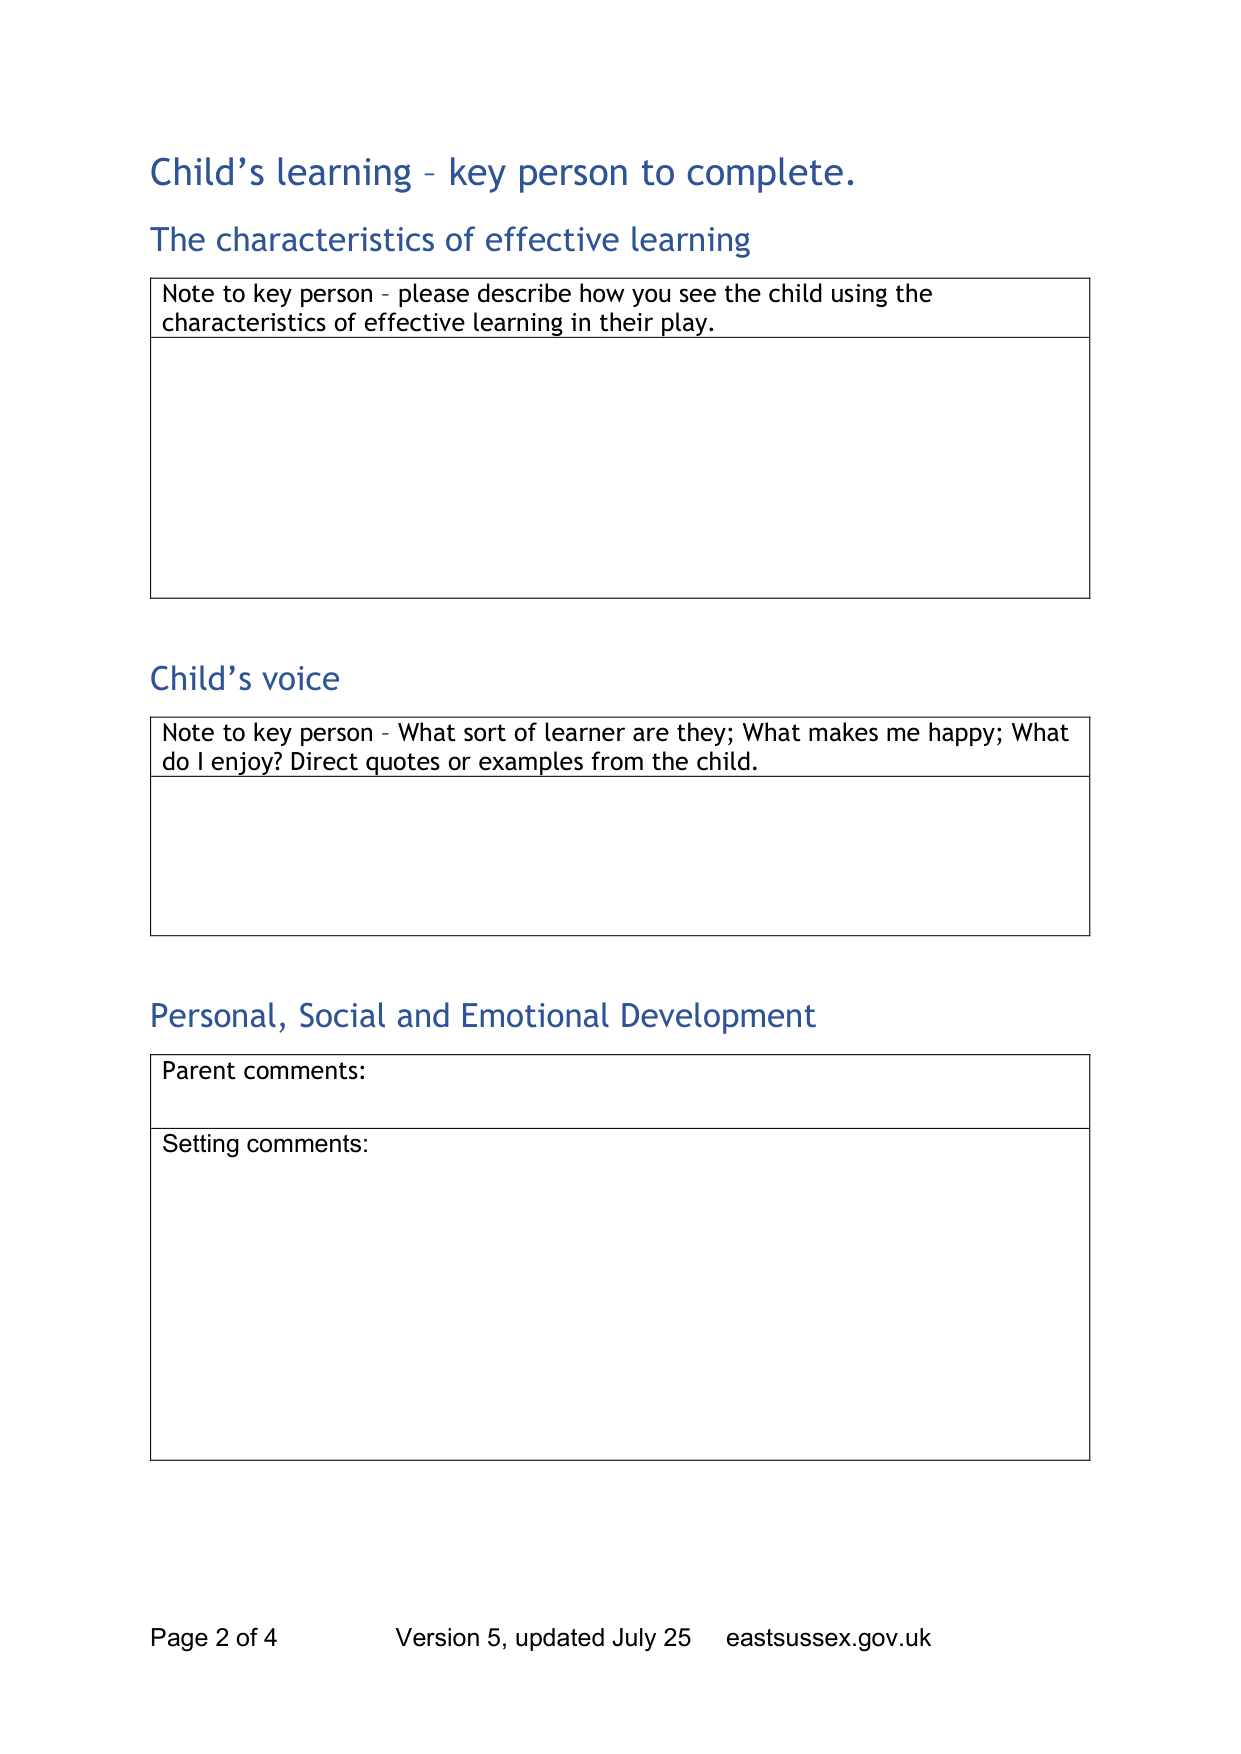 Child’s learning – key person to complete.
The characteristics of effective learning
Note to key person – please describe how you see the child using the
characteristics of effective learning in their play.
Child’s voice
Note to key person – What sort of learner are they; What makes me happy; What
do I enjoy? Direct quotes or examples from the child.
Personal, Social and Emotional Development
Parent comments:
Setting comments:
Page 2 of 4 Version 5, updated July 25 eastsussex.gov.uk